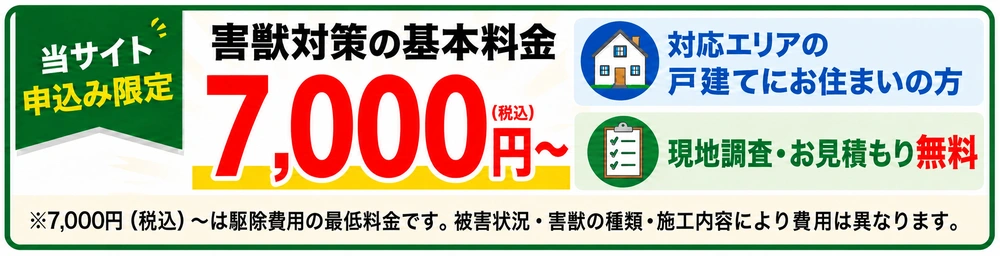 当サイト
申込み限定
害獣対策の基本料金
7,000円~
(税込)
対応エリアの
戸建てにお住まいの方
現地調査・お見積もり無料
※7,000円（税込）~は駆除費用の最低料金です。被害状況・害獣の種類・施工内容により費用は異なります。